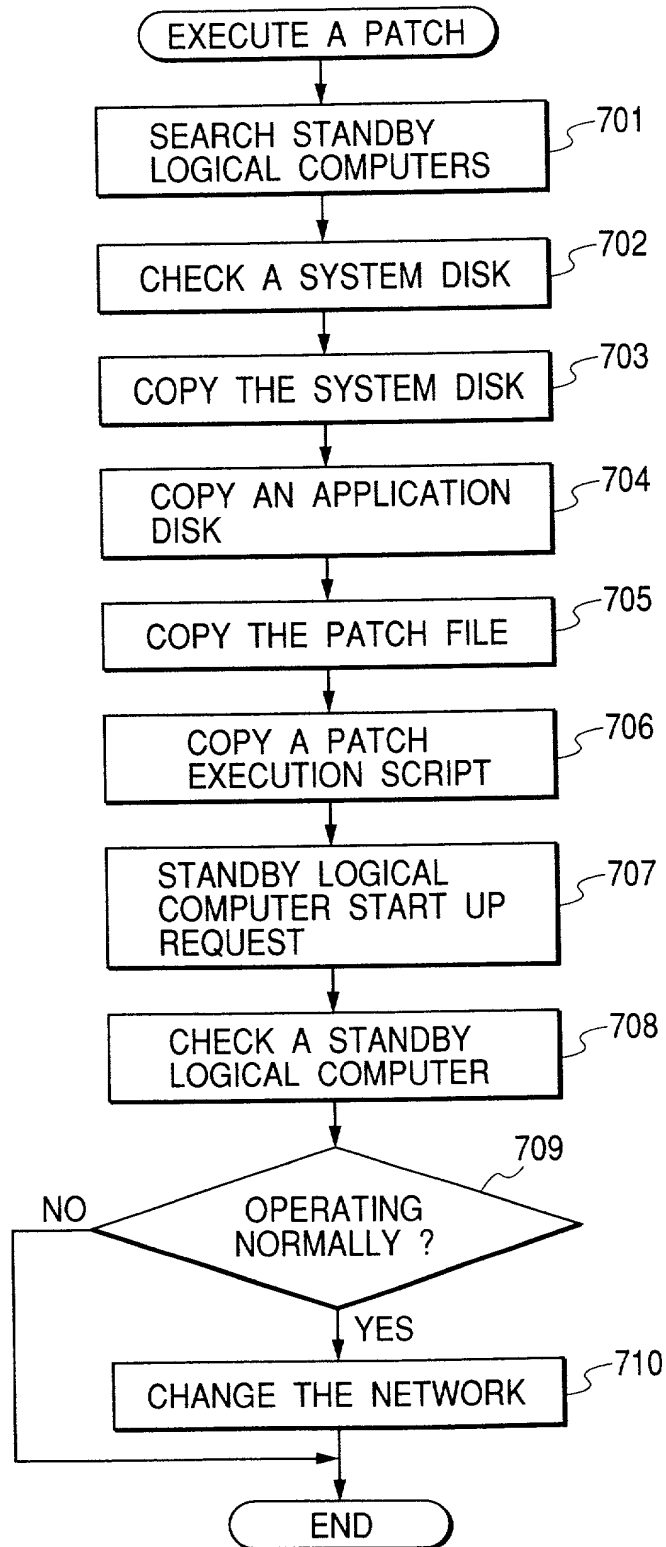 EXECUTE A PATCH
SEARCH STANDBY
LOGICAL COMPUTERS
701
CHECK A SYSTEM DISK
702
COPY THE SYSTEM DISK
703
COPY AN APPLICATION
DISK
704
COPY THE PATCH FILE
705
COPY A PATCH
EXECUTION SCRIPT
706
STANDBY LOGICAL
COMPUTER START UP
REQUEST
707
CHECK A STANDBY
LOGICAL COMPUTER
708
709
NO
OPERATING
NORMALLY ?
YES
CHANGE THE NETWORK
710
END